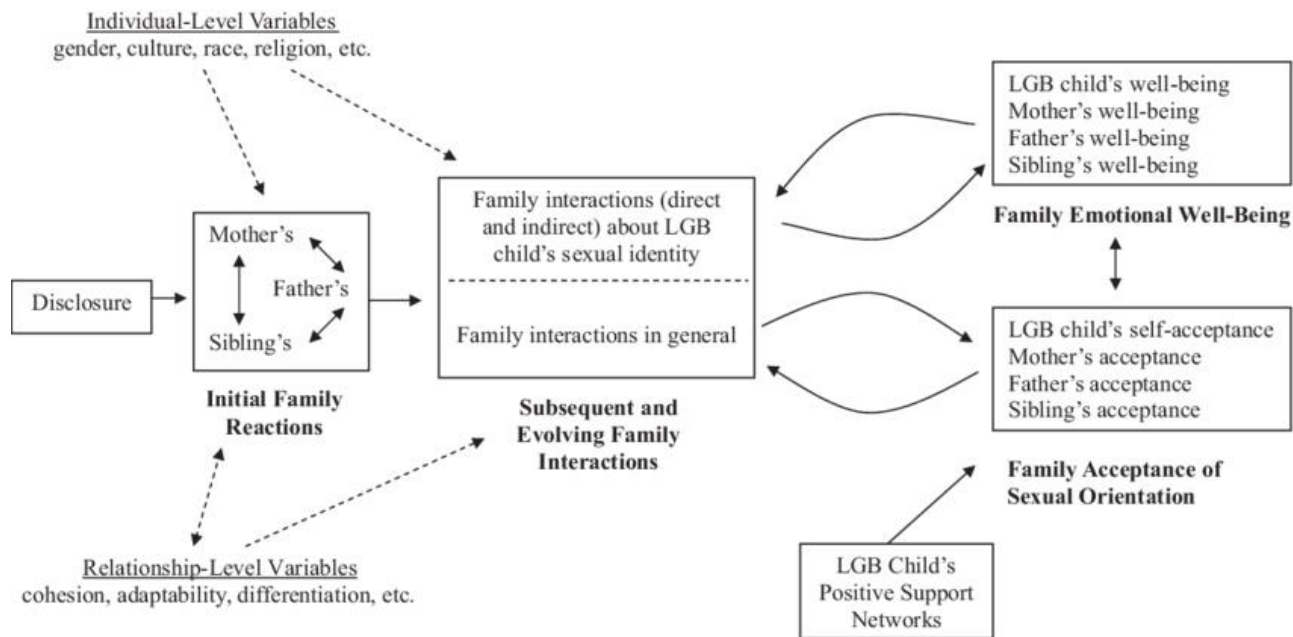 Individual-Level Variables
gender, culture, race, religion, etc.
LGB child’s well-being
Mother’s well-being
Father’s well-being
Sibling’s well-being
Family Emotional Well-Being
Family interactions (direct
and indirect) about LGB
child’s sexual identity
Family interactions in general
Subsequent and
Evolving Family
Interactions
Disclosure
Mother’s
Father’s
Sibling’s
Initial Family
Reactions
LGB child’s self-acceptance
Mother’s acceptance
Father’s acceptance
Sibling’s acceptance
Family Acceptance of
Sexual Orientation
Relationship-Level Variables
cohesion, adaptability, differentiation, etc.
LGB Child’s
Positive Support
Networks